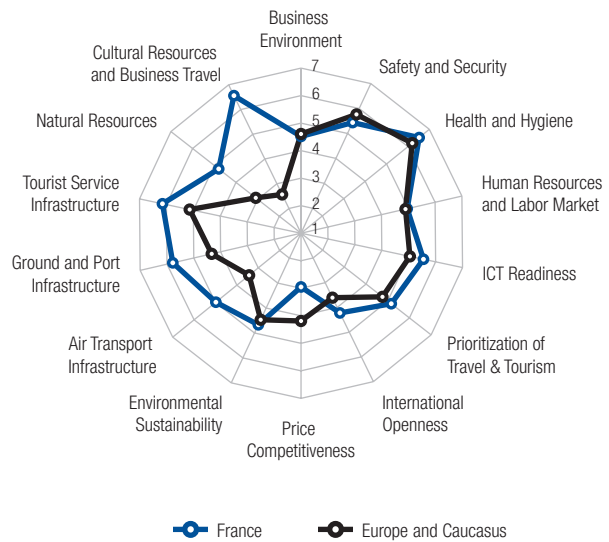 Business
Environment
Cultural Resources
and Business Travel
Safety and Security
Natural Resources
Health and Hygiene
Tourist Service
Infrastructure
Human Resources
and Labor Market
Ground and Port
Infrastructure
ICT Readiness
Air Transport
Infrastructure
Prioritization of
Travel & Tourism
Environmental
Sustainability
International
Openness
Price
Competitiveness
7
6
5
4
3
2
1
France
Europe and Caucasus